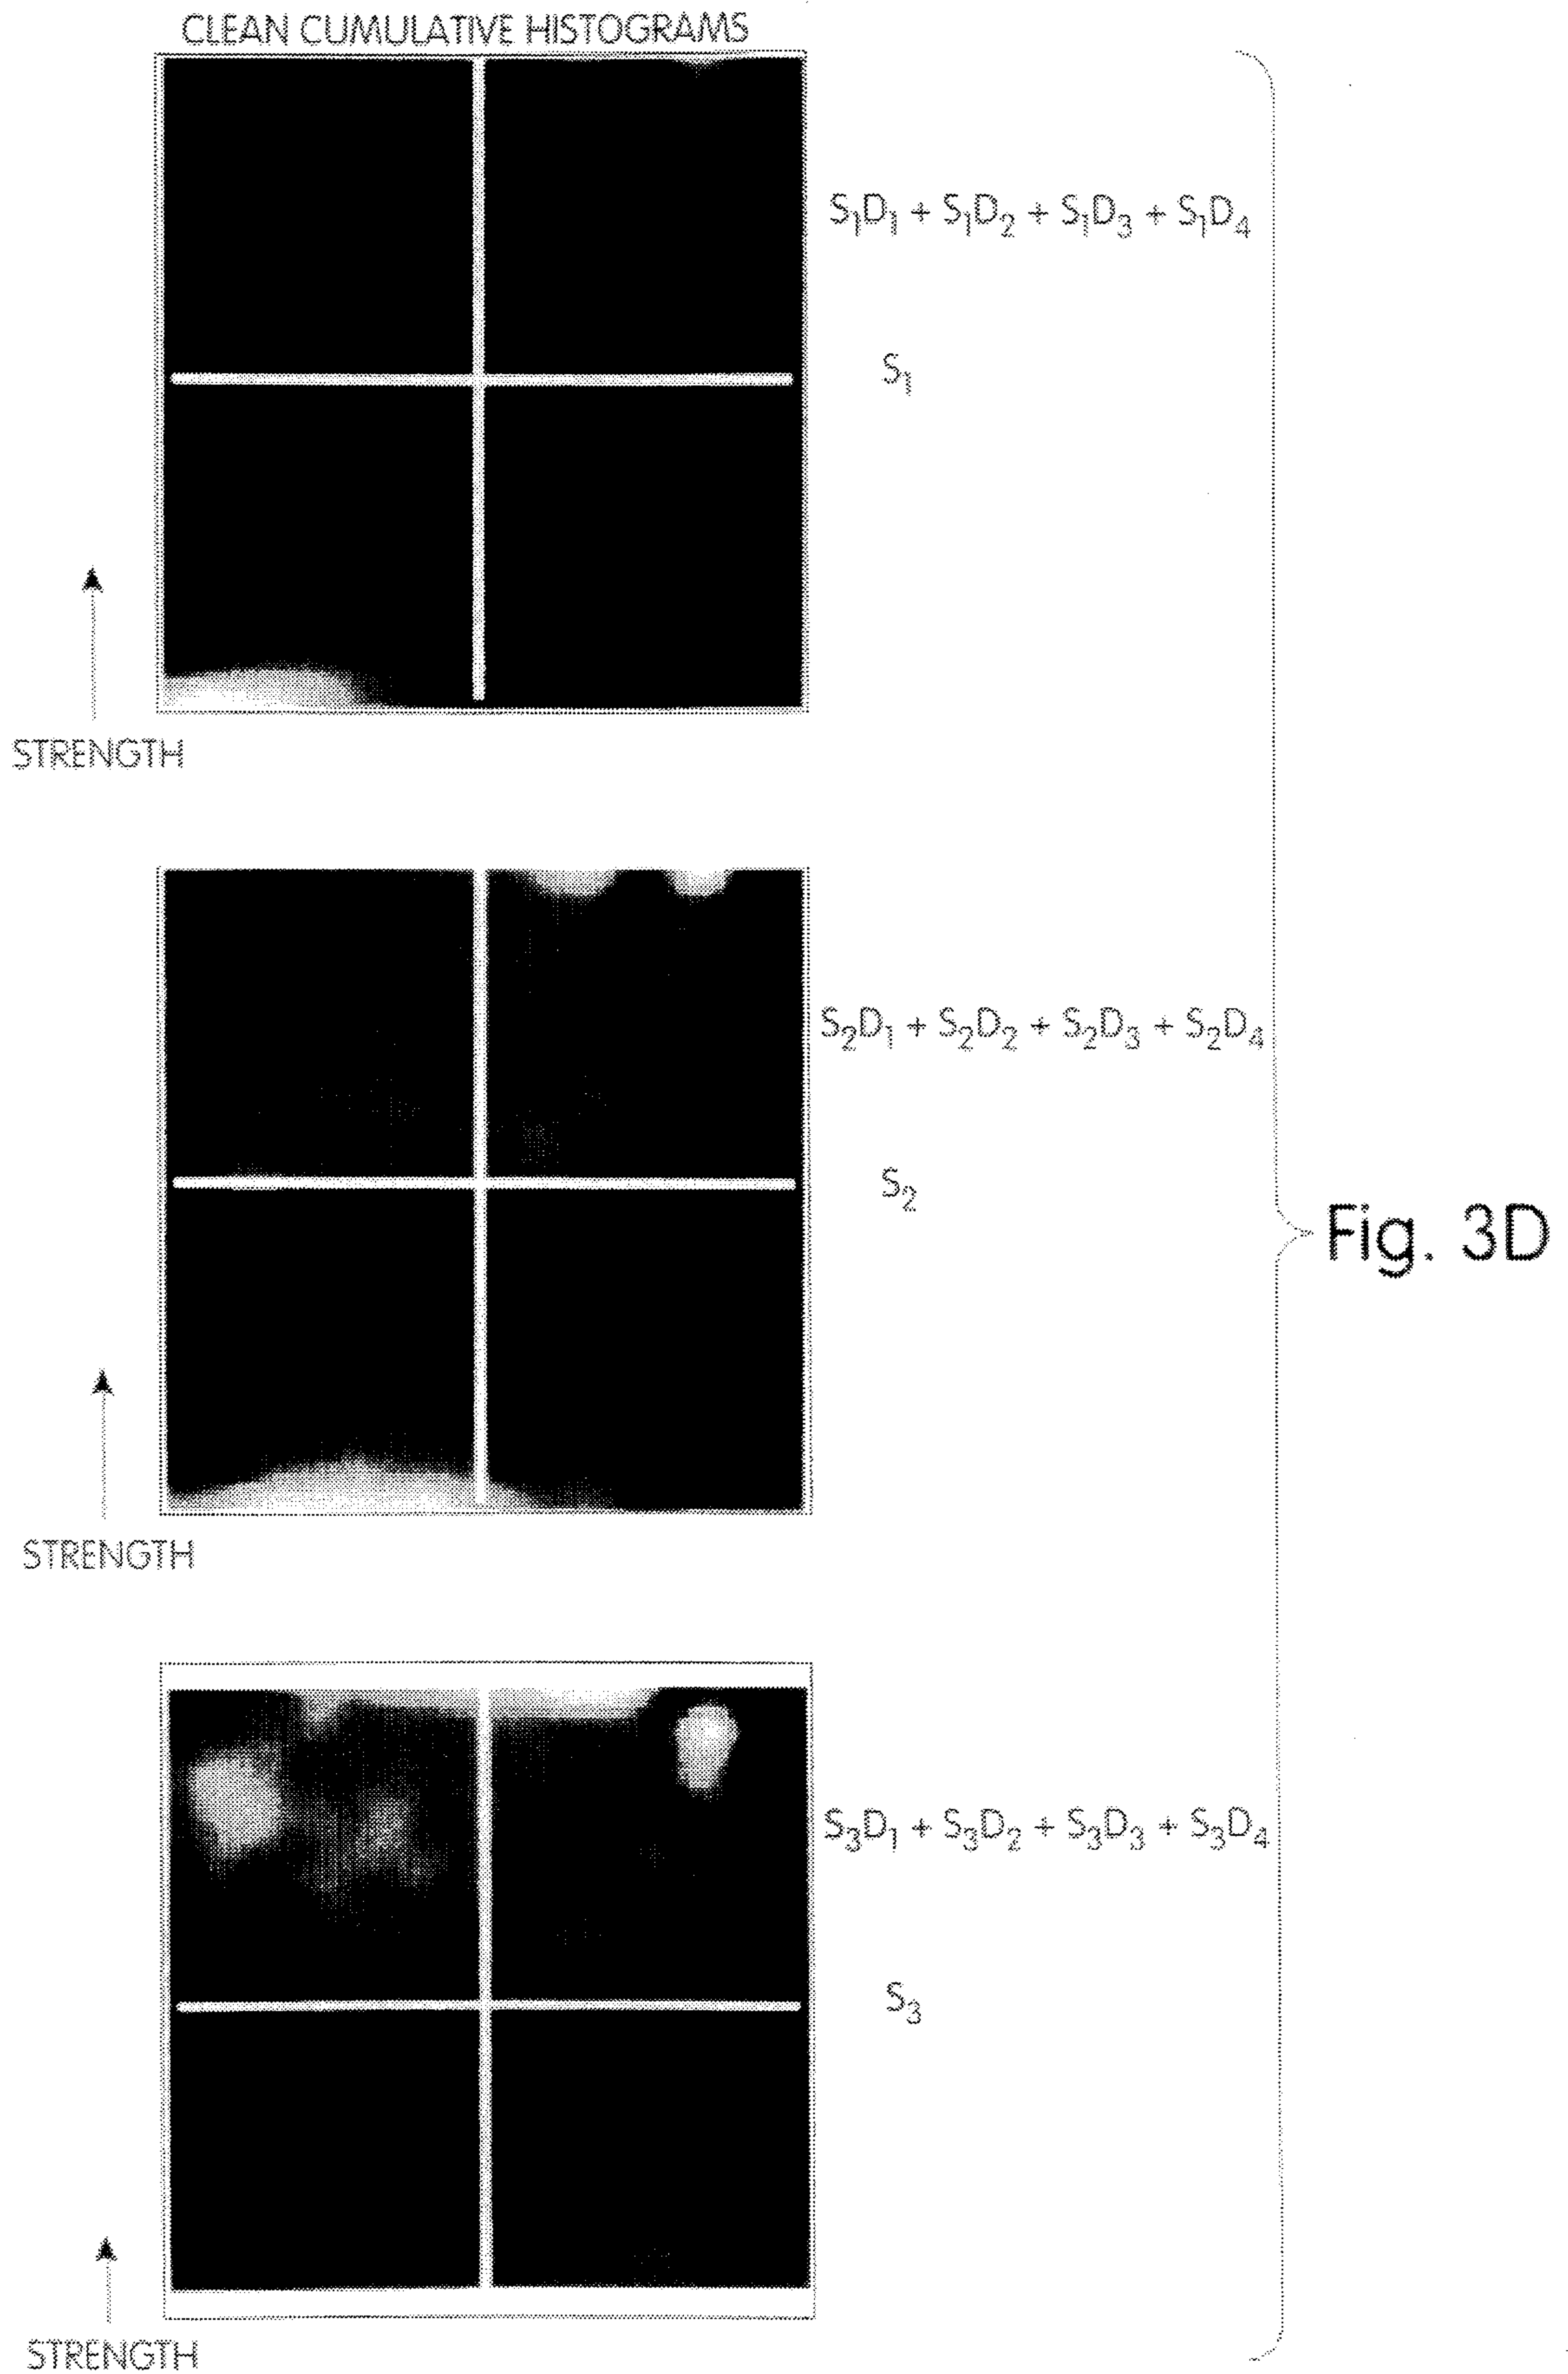 CLEAN CUMULATIVE HISTOGRAMS
S₁D₁ + S₁D₂ + S₁D₃ + S₁D₄
S₁
STRENGTH
S₂D₁ + S₂D₂ + S₂D₃ + S₂D₄
S₂
Fig. 3D
STRENGTH
S₃D₁ + S₃D₂ + S₃D₃ + S₃D₄
S₃
STRENGTH